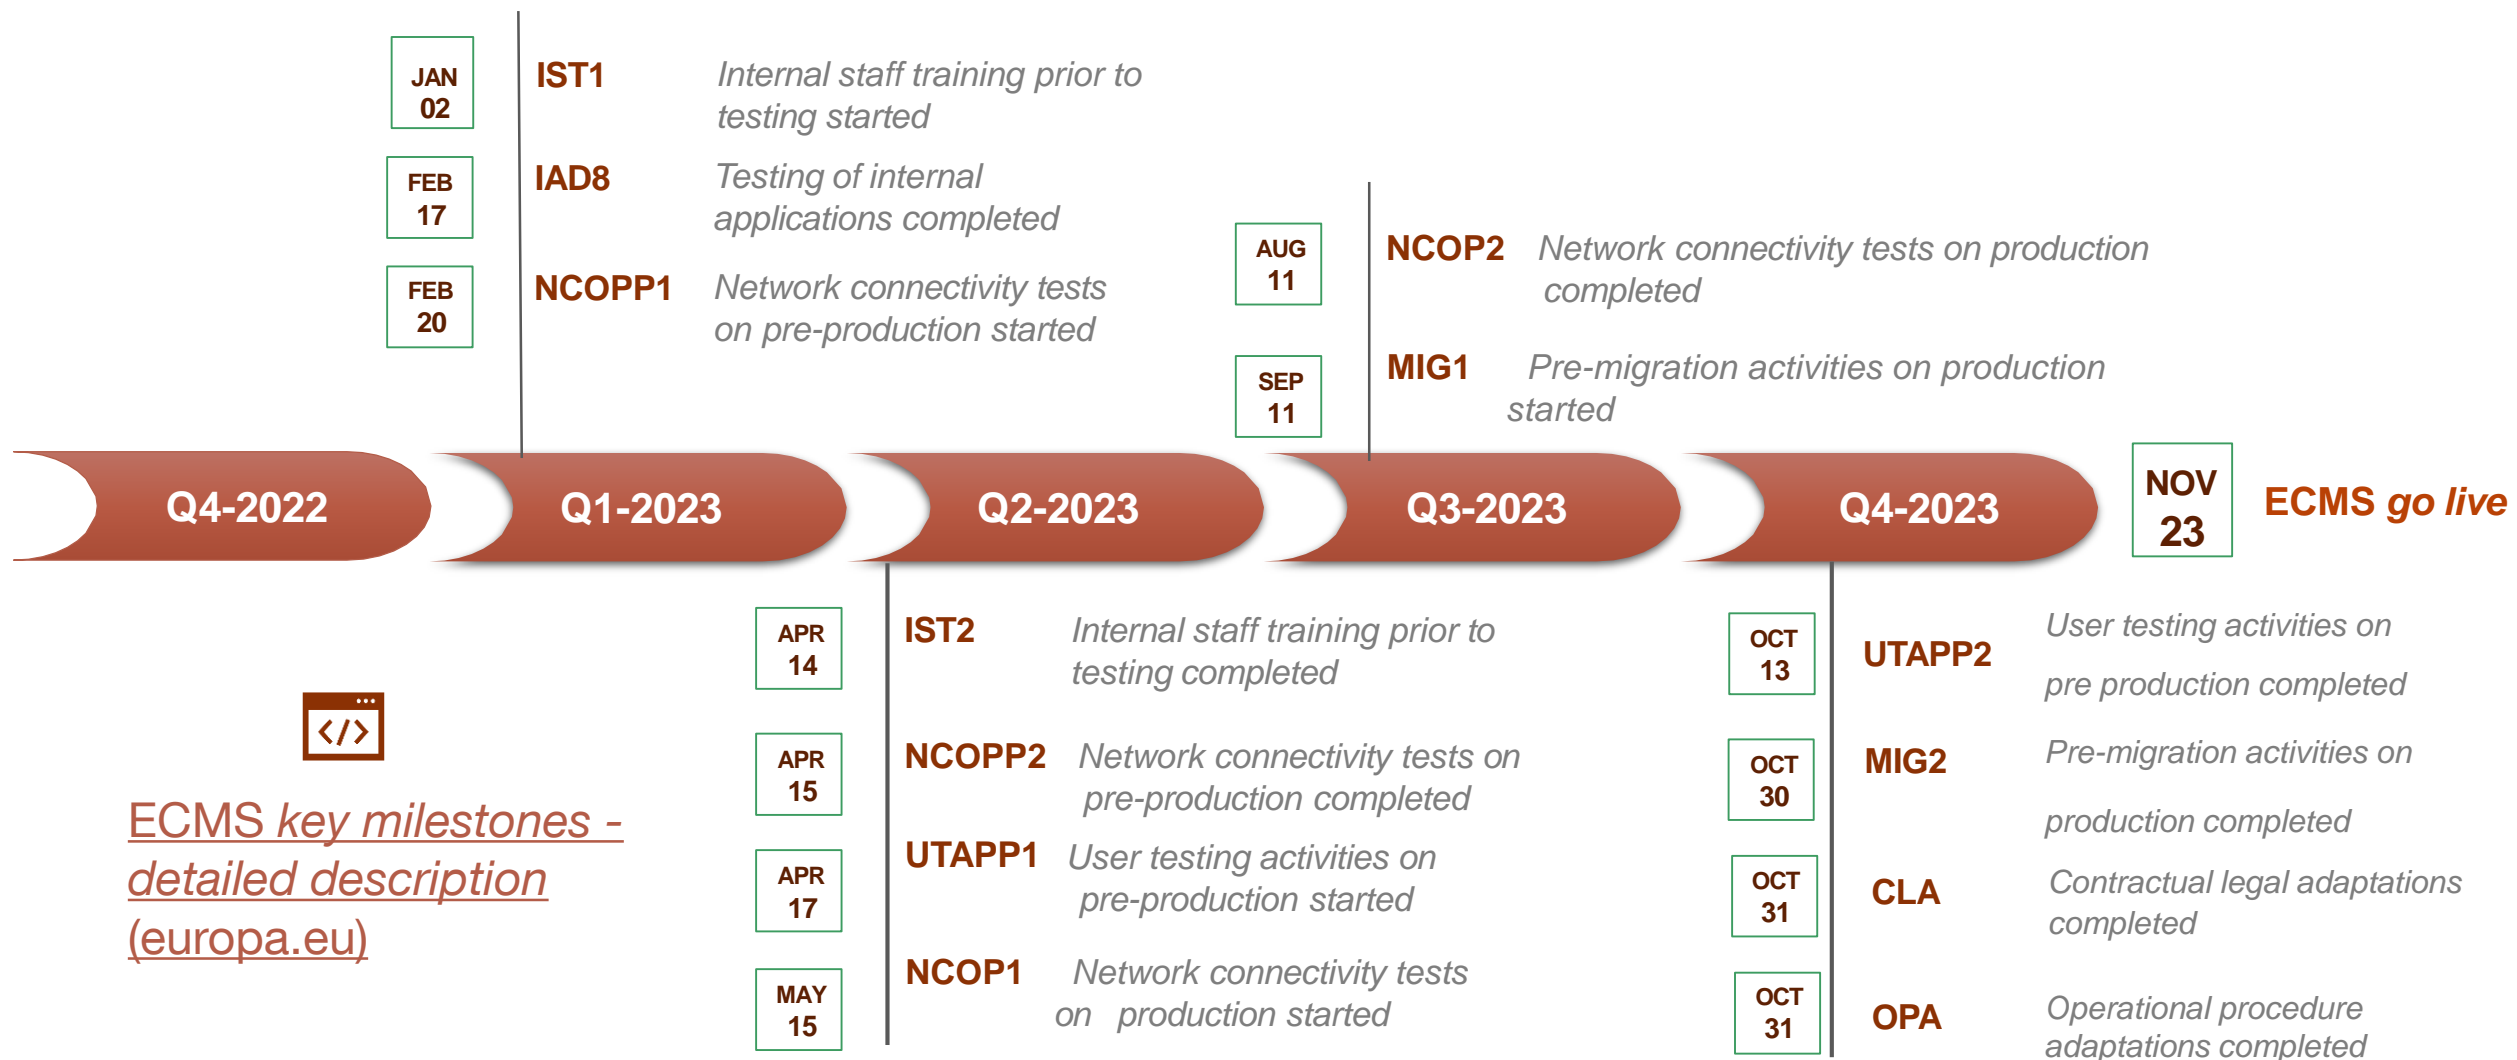 JAN
02
IST1
Internal staff training prior to
testing started
FEB
17
IAD8
Testing of internal
applications completed
FEB
20
NCOPP1
Network connectivity tests
on pre-production started
AUG
11
NCOP2
Network connectivity tests on production
completed
SEP
11
MIG1
Pre-migration activities on production
started
Q4-2022
Q1-2023
Q2-2023
Q3-2023
Q4-2023
NOV
23
ECMS go live
APR
14
IST2
Internal staff training prior to
testing completed
APR
15
NCOPP2
Network connectivity tests on
pre-production completed
APR
17
UTAPP1
User testing activities on
pre-production started
MAY
15
NCOP1
Network connectivity tests
on production started
OCT
13
UTAPP2
User testing activities on
pre production completed
OCT
30
MIG2
Pre-migration activities on
production completed
OCT
31
CLA
Contractual legal adaptations
completed
OCT
31
OPA
Operational procedure
adaptations completed
</>
ECMS key milestones -
detailed description
(europa.eu)